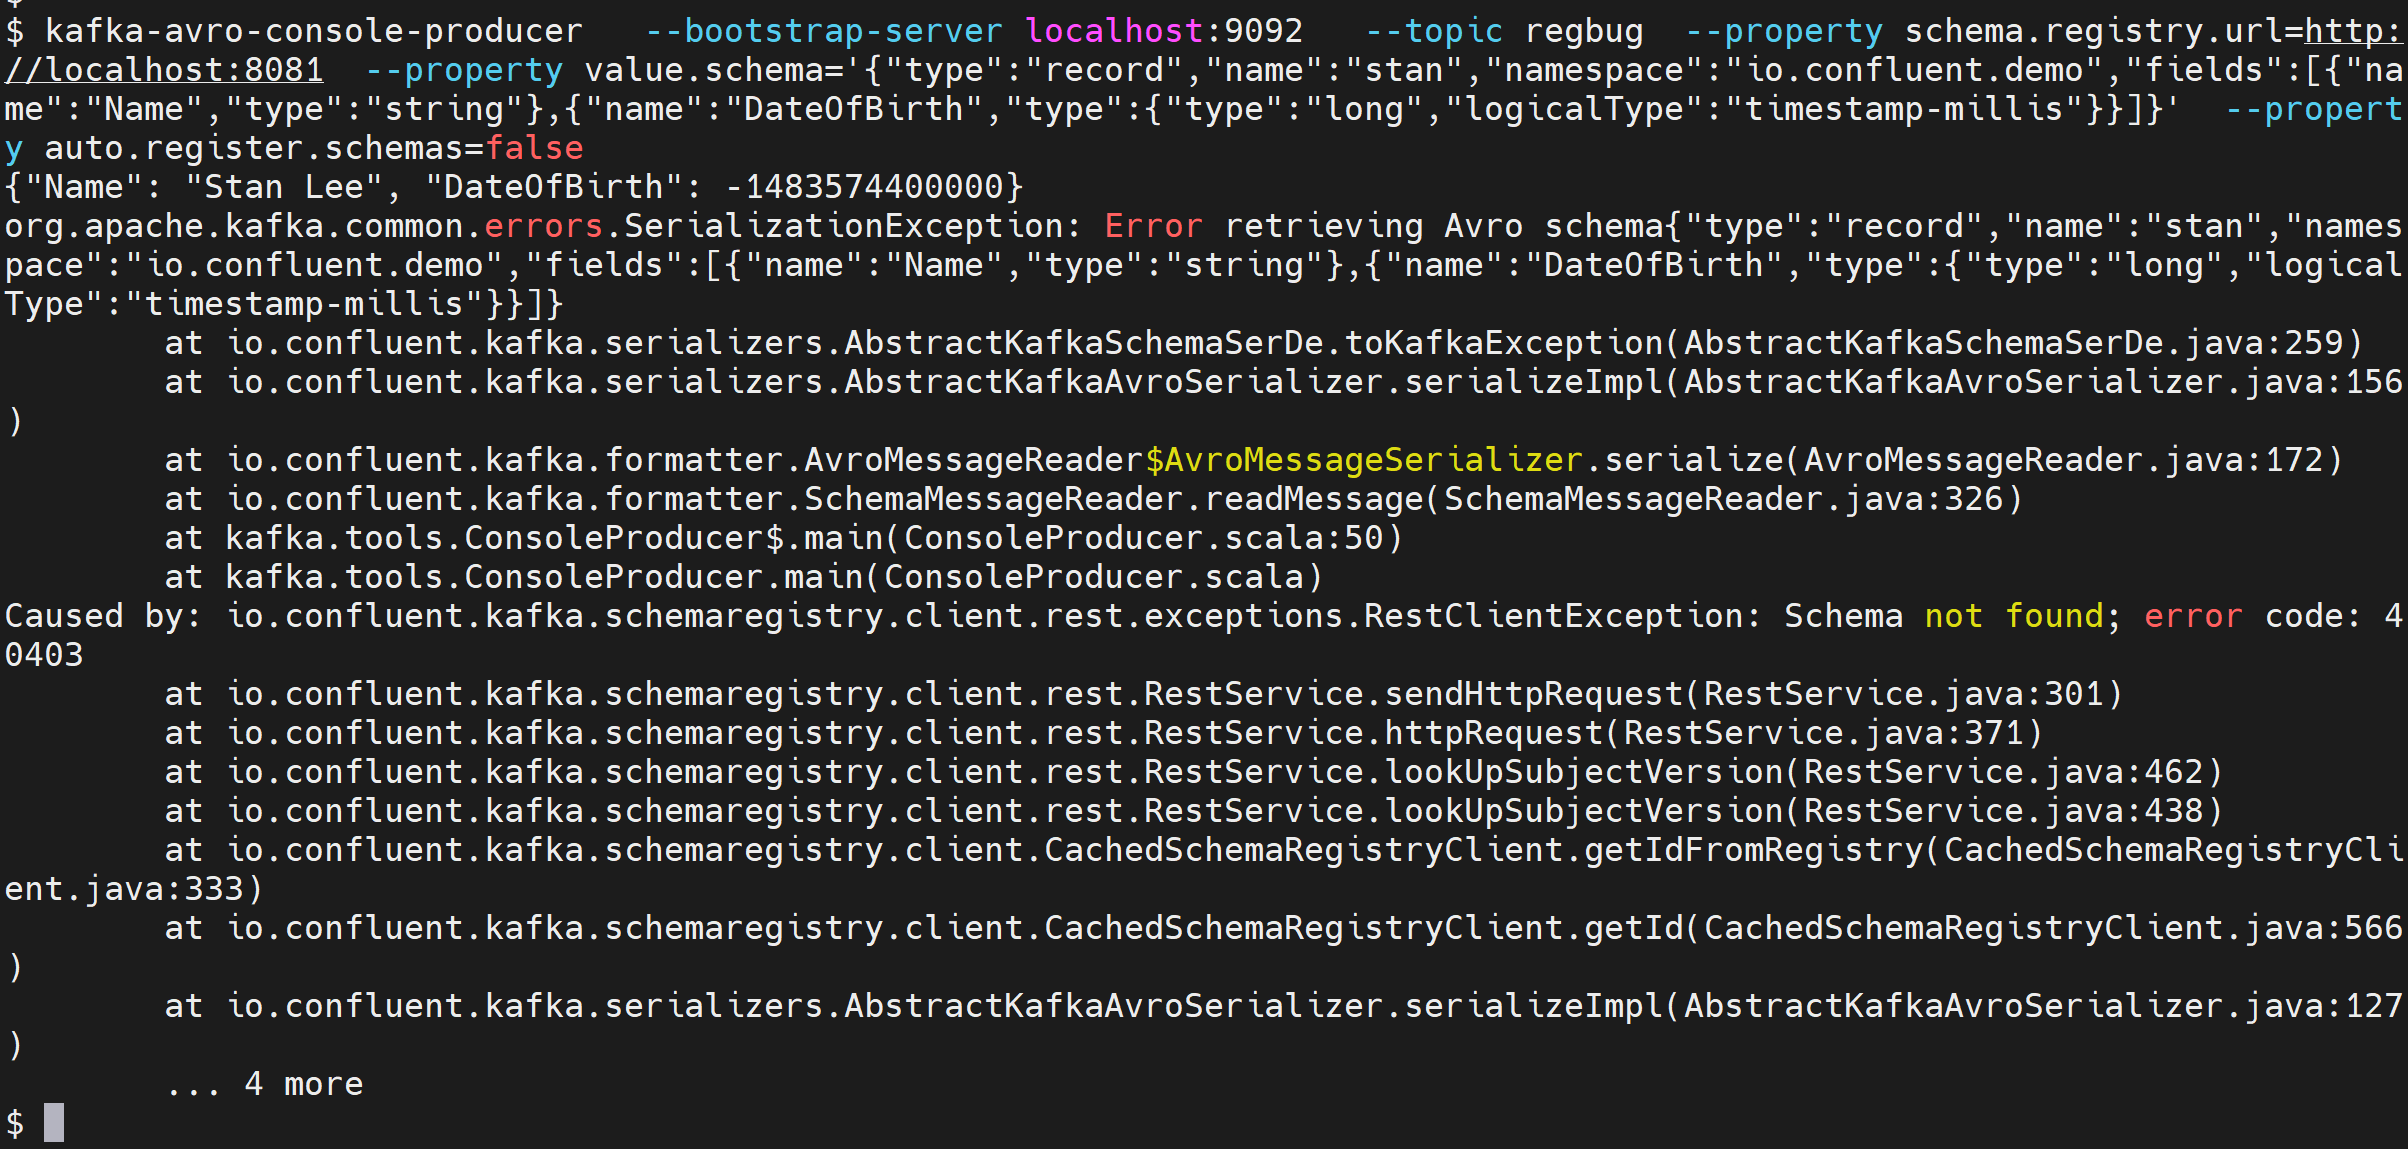 $
$ kafka-avro-console-producer   --bootstrap-server localhost:9092   --topic regbug  --property schema.registry.url=http:
//localhost:8081  --property value.schema='{"type":"record","name":"stan","namespace":"io.confluent.demo","fields":[{"na
me":"Name","type":"string"},{"name":"DateOfBirth","type":{"type":"long","logicalType":"timestamp-millis"}}]}'  --propert
y auto.register.schemas=false
{"Name": "Stan Lee", "DateOfBirth": -1483574400000}
org.apache.kafka.common.errors.SerializationException: Error retrieving Avro schema{"type":"record","name":"stan","names
pace":"io.confluent.demo","fields":[{"name":"Name","type":"string"},{"name":"DateOfBirth","type":{"type":"long","logical
Type":"timestamp-millis"}}]}
        at io.confluent.kafka.serializers.AbstractKafkaSchemaSerDe.toKafkaException(AbstractKafkaSchemaSerDe.java:259)
        at io.confluent.kafka.serializers.AbstractKafkaAvroSerializer.serializeImpl(AbstractKafkaAvroSerializer.java:156
)
        at io.confluent.kafka.formatter.AvroMessageReader$AvroMessageSerializer.serialize(AvroMessageReader.java:172)
        at io.confluent.kafka.formatter.SchemaMessageReader.readMessage(SchemaMessageReader.java:326)
        at kafka.tools.ConsoleProducer$.main(ConsoleProducer.scala:50)
        at kafka.tools.ConsoleProducer.main(ConsoleProducer.scala)
Caused by: io.confluent.kafka.schemaregistry.client.rest.exceptions.RestClientException: Schema not found; error code: 4
0403
        at io.confluent.kafka.schemaregistry.client.rest.RestService.sendHttpRequest(RestService.java:301)
        at io.confluent.kafka.schemaregistry.client.rest.RestService.httpRequest(RestService.java:371)
        at io.confluent.kafka.schemaregistry.client.rest.RestService.lookUpSubjectVersion(RestService.java:462)
        at io.confluent.kafka.schemaregistry.client.rest.RestService.lookUpSubjectVersion(RestService.java:438)
        at io.confluent.kafka.schemaregistry.client.CachedSchemaRegistryClient.getIdFromRegistry(CachedSchemaRegistryCli
ent.java:333)
        at io.confluent.kafka.schemaregistry.client.CachedSchemaRegistryClient.getId(CachedSchemaRegistryClient.java:566
)
        at io.confluent.kafka.serializers.AbstractKafkaAvroSerializer.serializeImpl(AbstractKafkaAvroSerializer.java:127
)
        ... 4 more
$